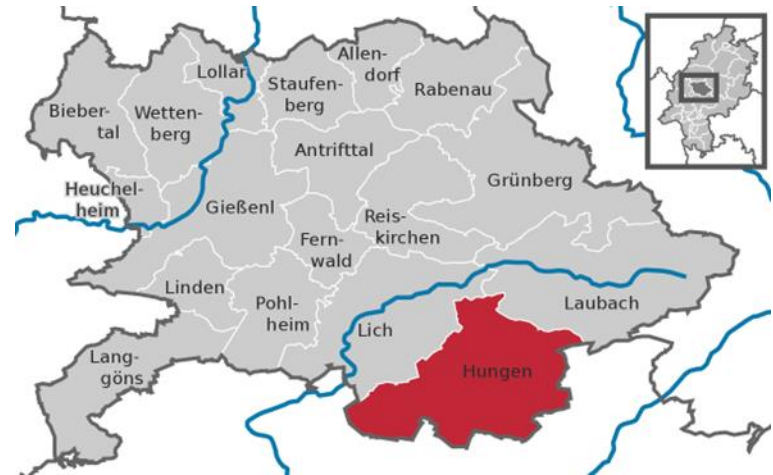 Allen-
dorf
Lollar
Staufen-
berg
Rabenau
Bieber-
tal
Wetten-
berg
Antrifttal
Grünberg
Heuchel-
heim
Gießenl
Reis-
kirchen
Fern-
wald
Linden
Pohl-
heim
Laubach
Lich
Lang-
göns
Hungen